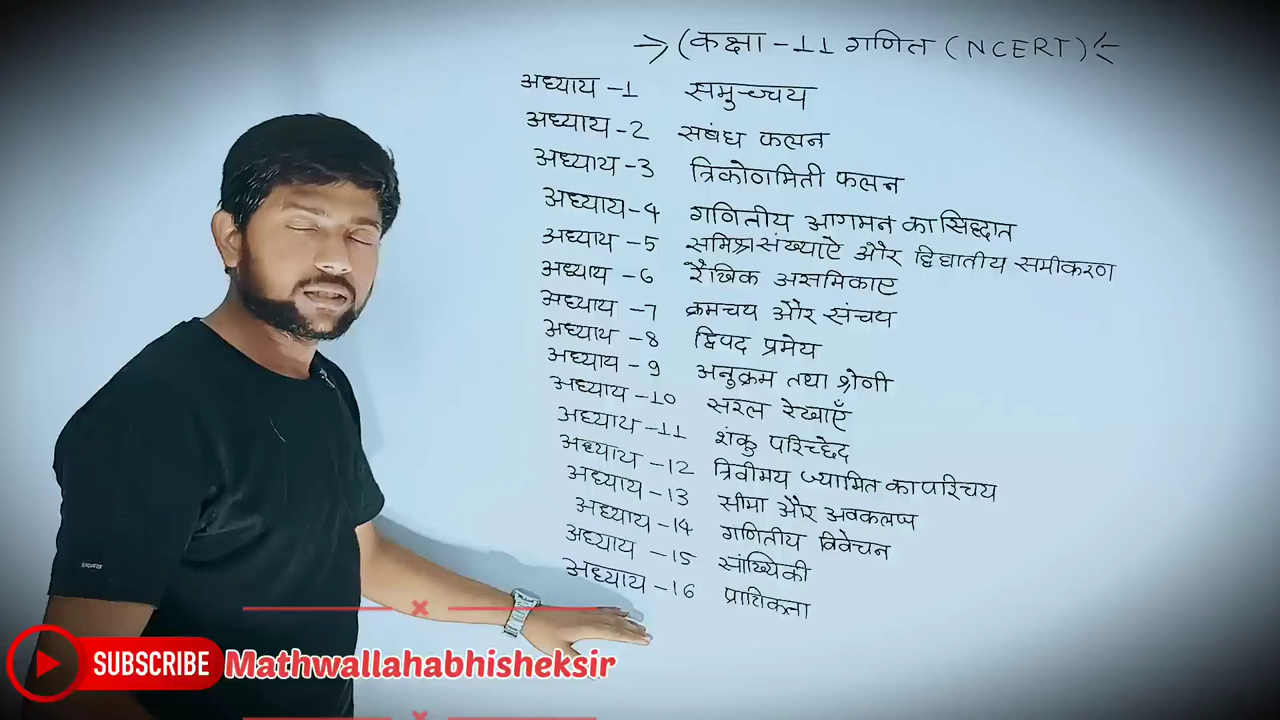 → (कक्षा - 11 गणित (NCERT) ←
अध्याय - 1 समुच्चय
अध्याय - 2 सबंध फलन
अध्याय - 3 त्रिकोणमिती फलन
अध्याय - 4 गणितीय आगमन का सिद्दात
अध्याय - 5 समिश्र संख्याऐ और द्विघातीय समीकरण
अध्याय - 6 रैखिक असमिकाए
अध्याय - 7 क्रमचय और संचय
अध्याय - 8 द्विपद प्रमेय
अध्याय - 9 अनुक्रम तथा श्रेणी
अध्याय - 10 सरल रेखाएँ
अध्याय - 11 शंकु परिच्छेद
अध्याय - 12 त्रिवीमय ज्यामित का परिचय
अध्याय - 13 सीमा और अवकलज
अध्याय - 14 गणितीय विवेचन
अध्याय - 15 सांख्यिकी
अध्याय - 16 प्रायिकता
SUBSCRIBE Mathwallahabhisheksir